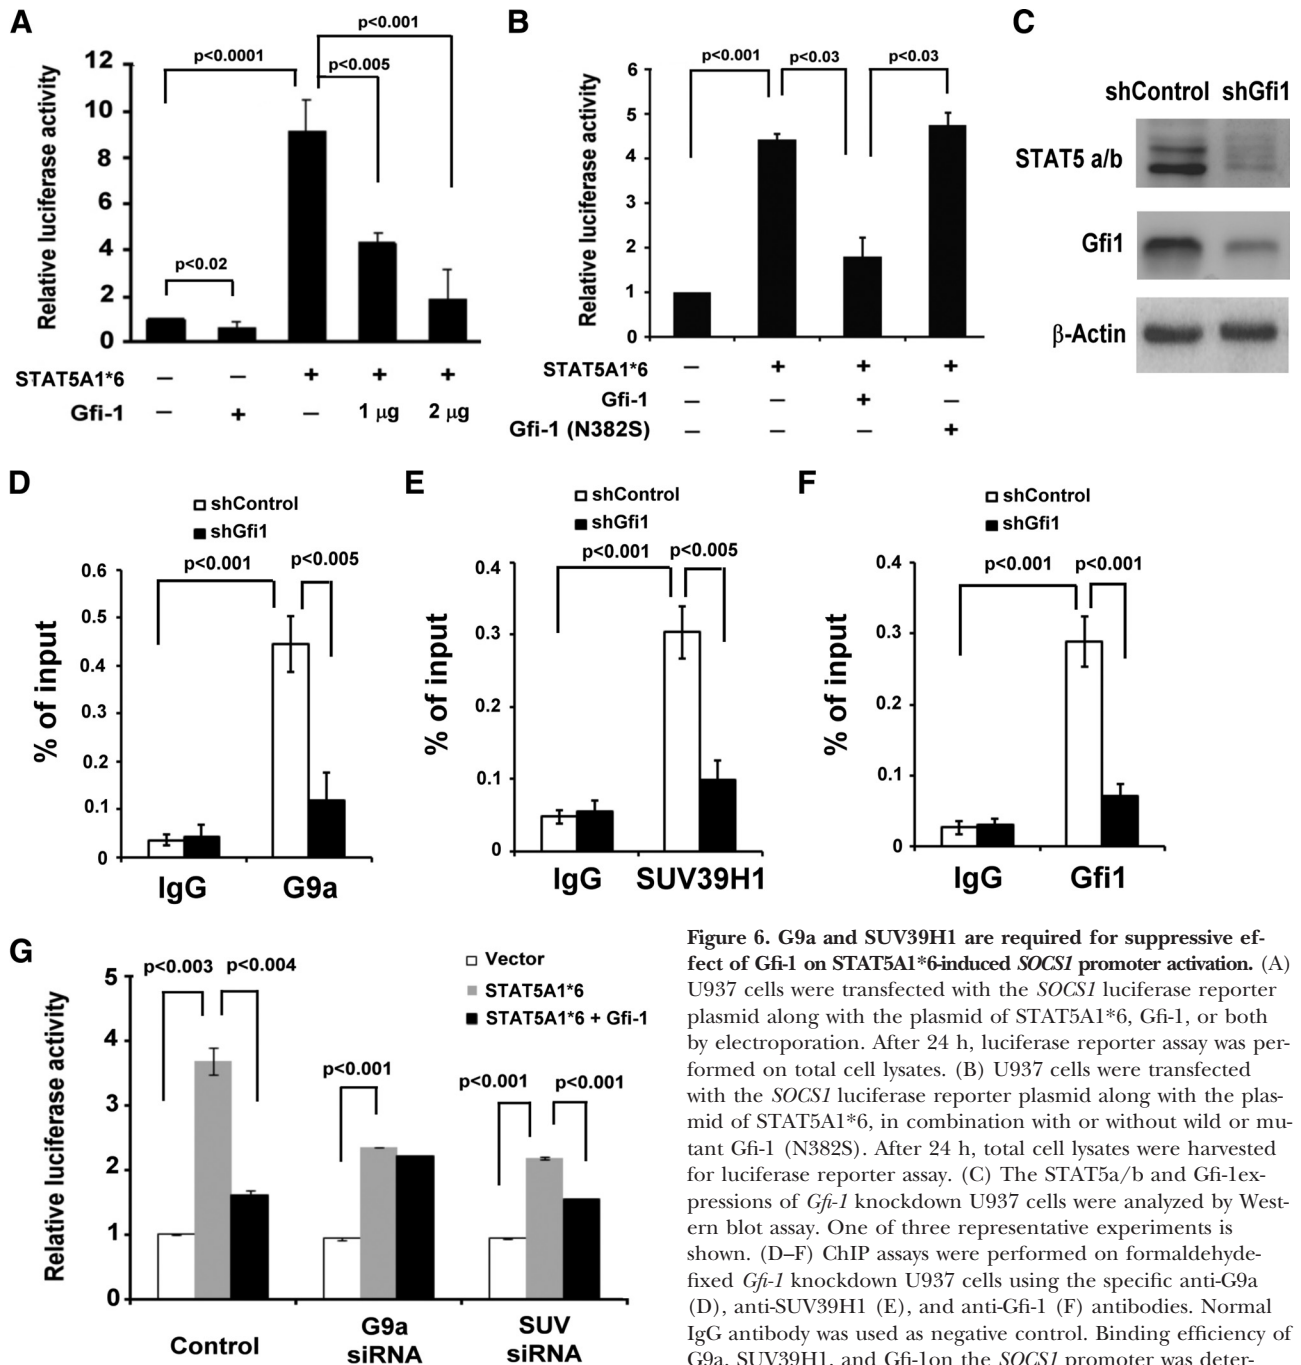 A
p<0.001
p<0.0001
p<0.005
p<0.02
Relative luciferase activity
12
10
8
6
4
2
0
STAT5A1*6 – – + + +
Gfi-1 – + – 1 μg 2 μg
B
p<0.001
p<0.03
p<0.03
Relative luciferase activity
6
5
4
3
2
1
0
STAT5A1*6 – + + +
Gfi-1 – – + –
Gfi-1 (N382S) – – – +
C
shControl shGfi1
STAT5 a/b
Gfi1
β-Actin
D
shControl
shGfi1
p<0.001
p<0.005
% of input
0.6
0.5
0.4
0.3
0.2
0.1
0
IgG G9a
E
shControl
shGfi1
p<0.001
p<0.005
% of input
0.4
0.3
0.2
0.1
0
IgG SUV39H1
F
shControl
shGfi1
p<0.001
p<0.001
% of input
0.4
0.3
0.2
0.1
0
IgG Gfi1
G
Vector
STAT5A1*6
STAT5A1*6 + Gfi-1
p<0.003
p<0.004
p<0.001
p<0.001
p<0.001
Relative luciferase activity
5
4
3
2
1
0
Control
G9a
siRNA
SUV
siRNA
Figure 6. G9a and SUV39H1 are required for suppressive ef-
fect of Gfi-1 on STAT5A1*6-induced SOCS1 promoter activation. (A)
U937 cells were transfected with the SOCS1 luciferase reporter
plasmid along with the plasmid of STAT5A1*6, Gfi-1, or both
by electroporation. After 24 h, luciferase reporter assay was per-
formed on total cell lysates. (B) U937 cells were transfected
with the SOCS1 luciferase reporter plasmid along with the plas-
mid of STAT5A1*6, in combination with or without wild or mu-
tant Gfi-1 (N382S). After 24 h, total cell lysates were harvested
for luciferase reporter assay. (C) The STAT5a/b and Gfi-1ex-
pressions of Gfi-1 knockdown U937 cells were analyzed by West-
ern blot assay. One of three representative experiments is
shown. (D–F) ChIP assays were performed on formaldehyde-
fixed Gfi-1 knockdown U937 cells using the specific anti-G9a
(D), anti-SUV39H1 (E), and anti-Gfi-1 (F) antibodies. Normal
IgG antibody was used as negative control. Binding efficiency of
G9a, SUV39H1, and Gfi-1on the SOCS1 promoter was deter-